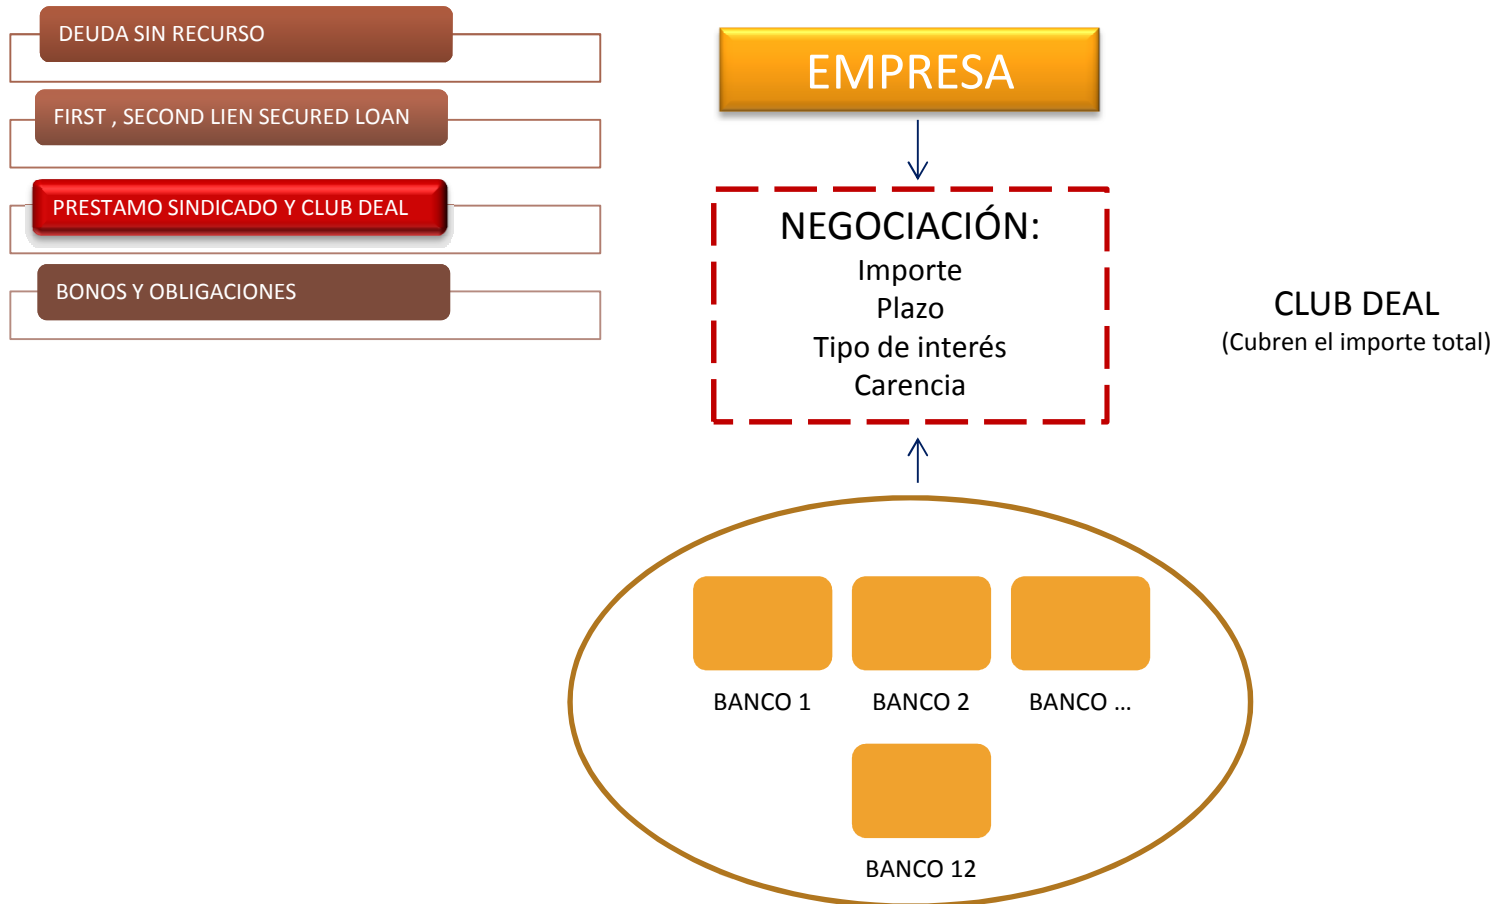 DEUDA SIN RECURSO
FIRST , SECOND LIEN SECURED LOAN
PRESTAMO SINDICADO Y CLUB DEAL
BONOS Y OBLIGACIONES
EMPRESA
NEGOCIACIÓN:
Importe
Plazo
Tipo de interés
Carencia
CLUB DEAL
(Cubren el importe total)
BANCO 1
BANCO 2
BANCO ...
BANCO 12